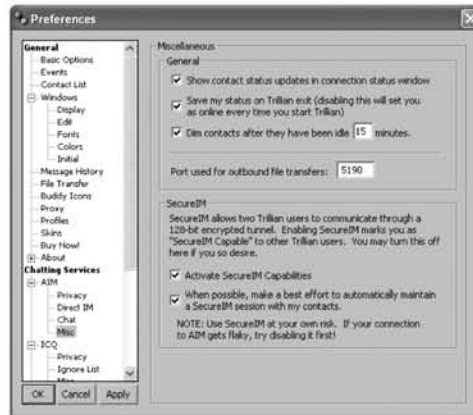 Preferences
General
Basic Options
Events
Contact List
Windows
Display
Edit
Fonts
Colors
Initial
Message History
File Transfer
Buddy Icons
Proxy
Profiles
Skins
Buy Now!
About
Chatting Services
AIM
Privacy
Direct IM
Chat
Misc
ICQ
Privacy
Ignore List
OK Cancel Apply
Miscellaneous
General
Show contact status updates in connection status window
Save my status on Trillian exit (disabling this will set you
as online every time you start Trillian)
Dim contacts after they have been idle 15 minutes.
Port used for outbound file transfers: 5190
SecureIM
SecureIM allows two Trillian users to communicate through a
128-bit encrypted tunnel. Enabling SecureIM marks you as
"SecureIM Capable" to other Trillian users. You may turn this off
here if you so desire.
Activate SecureIM Capabilities
When possible, make a best effort to automatically maintain
a SecureIM session with my contacts.
NOTE: Use SecureIM at your own risk. If your connection
to AIM gets flaky, try disabling it first!